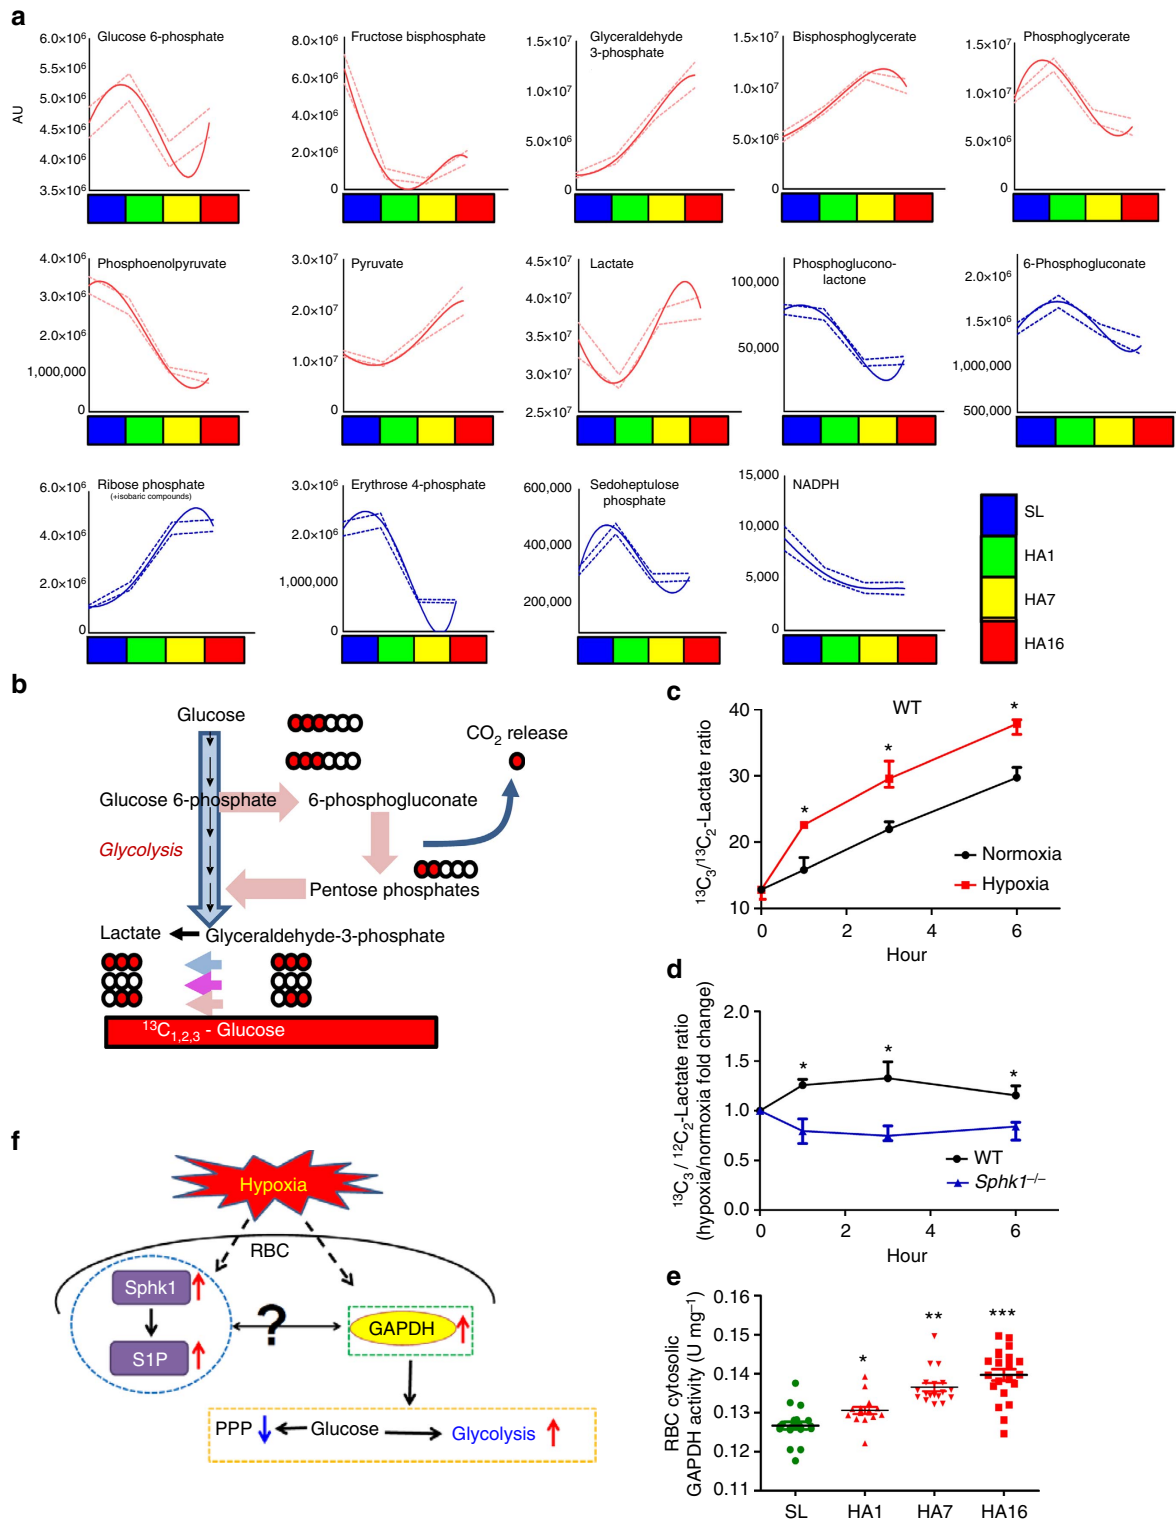 a
Glucose 6-phosphate
AU
6.0×10⁶
5.5×10⁶
5.0×10⁶
4.5×10⁶
4.0×10⁶
3.5×10⁶
Fructose bisphosphate
8.0×10⁶
6.0×10⁶
4.0×10⁶
2.0×10⁶
0
Glyceraldehyde
3-phosphate
1.5×10⁷
1.0×10⁷
5.0×10⁶
0
Bisphosphoglycerate
1.5×10⁷
1.0×10⁷
5.0×10⁶
0
Phosphoglycerate
1.5×10⁷
1.0×10⁷
5.0×10⁶
0
Phosphoenolpyruvate
4.0×10⁶
3.0×10⁶
2.0×10⁶
1,000,000
0
Pyruvate
3.0×10⁷
2.0×10⁷
1.0×10⁷
0
Lactate
4.5×10⁷
4.0×10⁷
3.5×10⁷
3.0×10⁷
2.5×10⁷
Phosphoglucono-
lactone
100,000
50,000
6-Phosphogluconate
2.0×10⁶
1.5×10⁶
1,000,000
500,000
Ribose phosphate
(+isobaric compounds)
6.0×10⁶
4.0×10⁶
2.0×10⁶
0
Erythrose 4-phosphate
3.0×10⁶
2.0×10⁶
1,000,000
0
Sedoheptulose
phosphate
600,000
400,000
200,000
NADPH
15,000
10,000
5,000
0
SL
HA1
HA7
HA16
b
Glucose
CO₂ release
Glucose 6-phosphate
6-phosphogluconate
Glycolysis
Pentose phosphates
Lactate
Glyceraldehyde-3-phosphate
¹³C₁,₂,₃ - Glucose
c
WT
¹³C₃/¹³C₂-Lactate ratio
40
30
20
10
* * *
Normoxia
Hypoxia
0 2 4 6
Hour
d
¹³C₃ / ¹²C₂-Lactate ratio
(hypoxia/normoxia fold change)
2.0
1.5
1.0
0.5
0.0
* * *
WT
Sphk1⁻/⁻
0 2 4 6
Hour
e
RBC cytosolic
GAPDH activity (U mg⁻¹)
0.16
0.15
0.14
0.13
0.12
0.11
* ** ***
SL HA1 HA7 HA16
f
Hypoxia
RBC
Sphk1
S1P
?
GAPDH
PPP
Glucose
Glycolysis